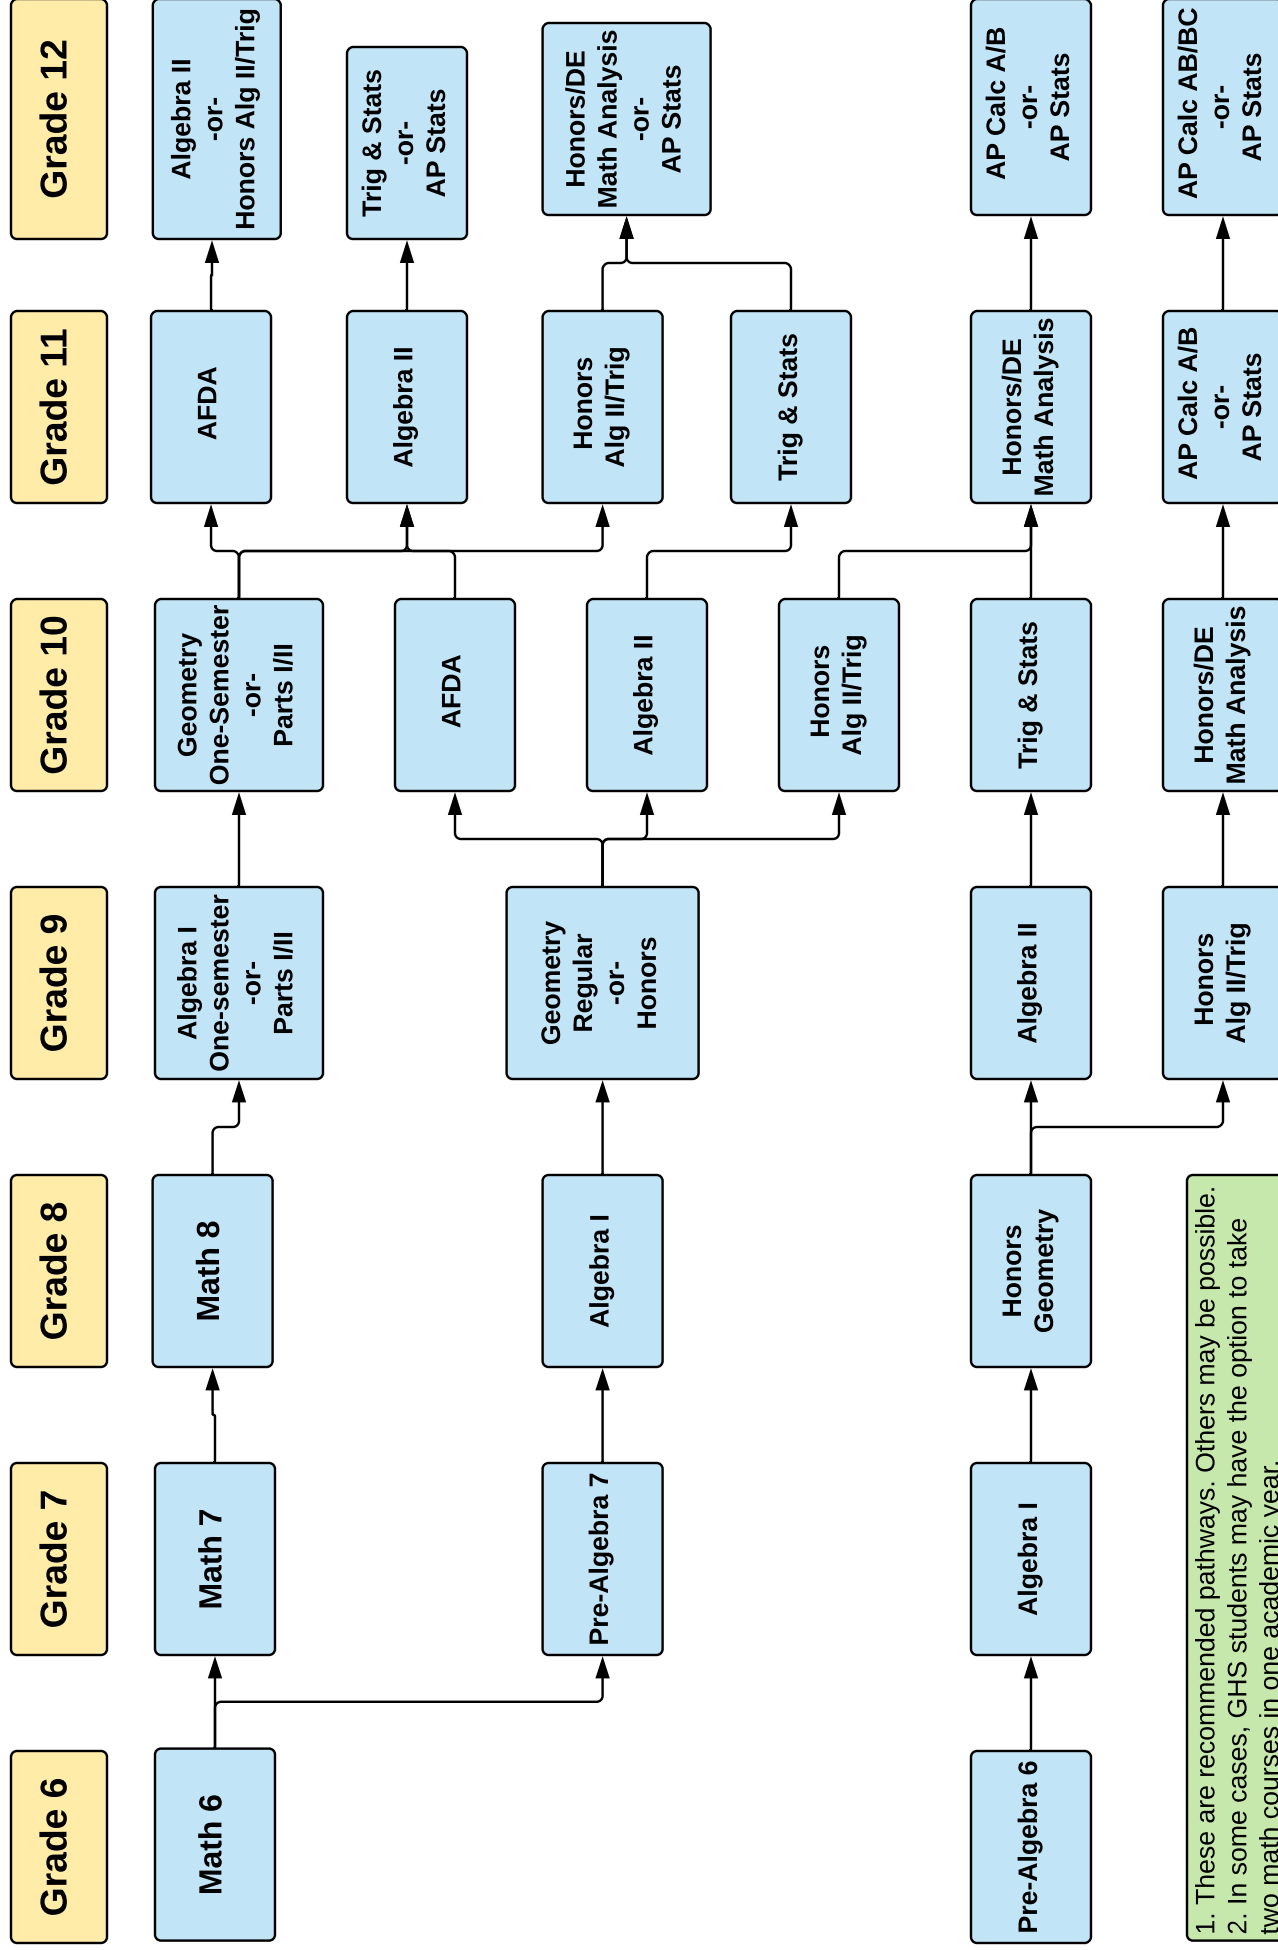 Grade 6
Grade 7
Grade 8
Grade 9
Grade 10
Grade 11
Grade 12
Math 6
Math 7
Math 8
Algebra I
One-semester
-or-
Parts I/II
Geometry
One-Semester
-or-
Parts I/II
AFDA
Algebra II
-or-
Honors Alg II/Trig
AFDA
Algebra II
Trig & Stats
-or-
AP Stats
Pre-Algebra 7
Algebra I
Geometry
Regular
-or-
Honors
Algebra II
Honors
Alg II/Trig
Honors/DE
Math Analysis
-or-
AP Stats
Honors
Alg II/Trig
Trig & Stats
Pre-Algebra 6
Algebra I
Honors
Geometry
Algebra II
Trig & Stats
Honors/DE
Math Analysis
AP Calc A/B
-or-
AP Stats
Honors
Alg II/Trig
Honors/DE
Math Analysis
AP Calc A/B
-or-
AP Stats
AP Calc AB/BC
-or-
AP Stats
1. These are recommended pathways. Others may be possible.
2. In some cases, GHS students may have the option to take
two math courses in one academic year.